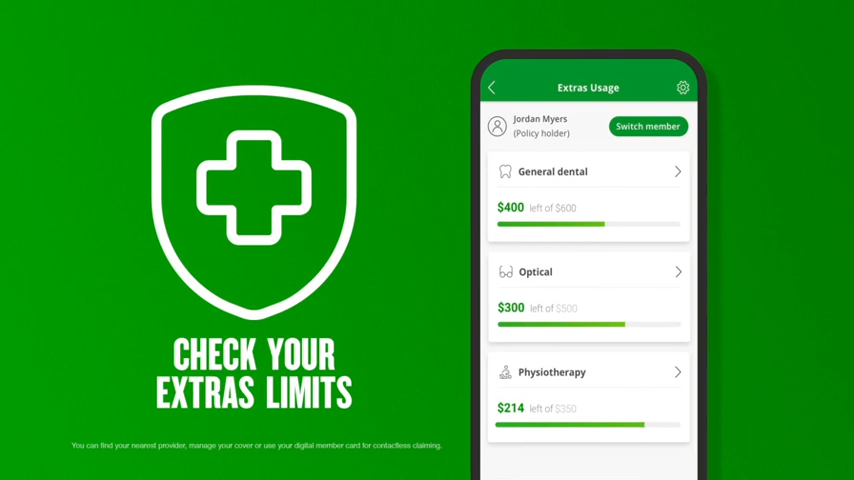 CHECK YOUR
EXTRAS LIMITS
You can find your nearest provider, manage your cover or use your digital member card for contactless claiming.
Extras Usage
Jordan Myers
(Policy holder)
Switch member
General dental
$400 left of $600
Optical
$300 left of $500
Physiotherapy
$214 left of $350